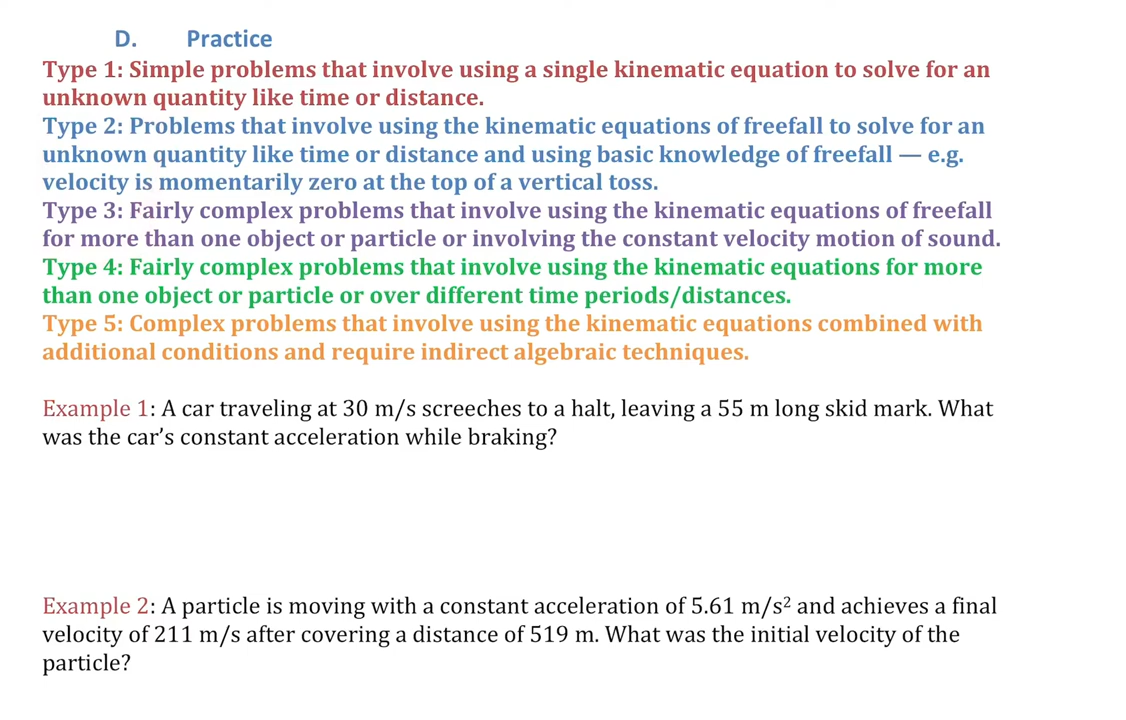 D. Practice
Type 1: Simple problems that involve using a single kinematic equation to solve for an
unknown quantity like time or distance.
Type 2: Problems that involve using the kinematic equations of freefall to solve for an
unknown quantity like time or distance and using basic knowledge of freefall — e.g.
velocity is momentarily zero at the top of a vertical toss.
Type 3: Fairly complex problems that involve using the kinematic equations of freefall
for more than one object or particle or involving the constant velocity motion of sound.
Type 4: Fairly complex problems that involve using the kinematic equations for more
than one object or particle or over different time periods/distances.
Type 5: Complex problems that involve using the kinematic equations combined with
additional conditions and require indirect algebraic techniques.
Example 1: A car traveling at 30 m/s screeches to a halt, leaving a 55 m long skid mark. What
was the car’s constant acceleration while braking?
Example 2: A particle is moving with a constant acceleration of 5.61 m/s² and achieves a final
velocity of 211 m/s after covering a distance of 519 m. What was the initial velocity of the
particle?